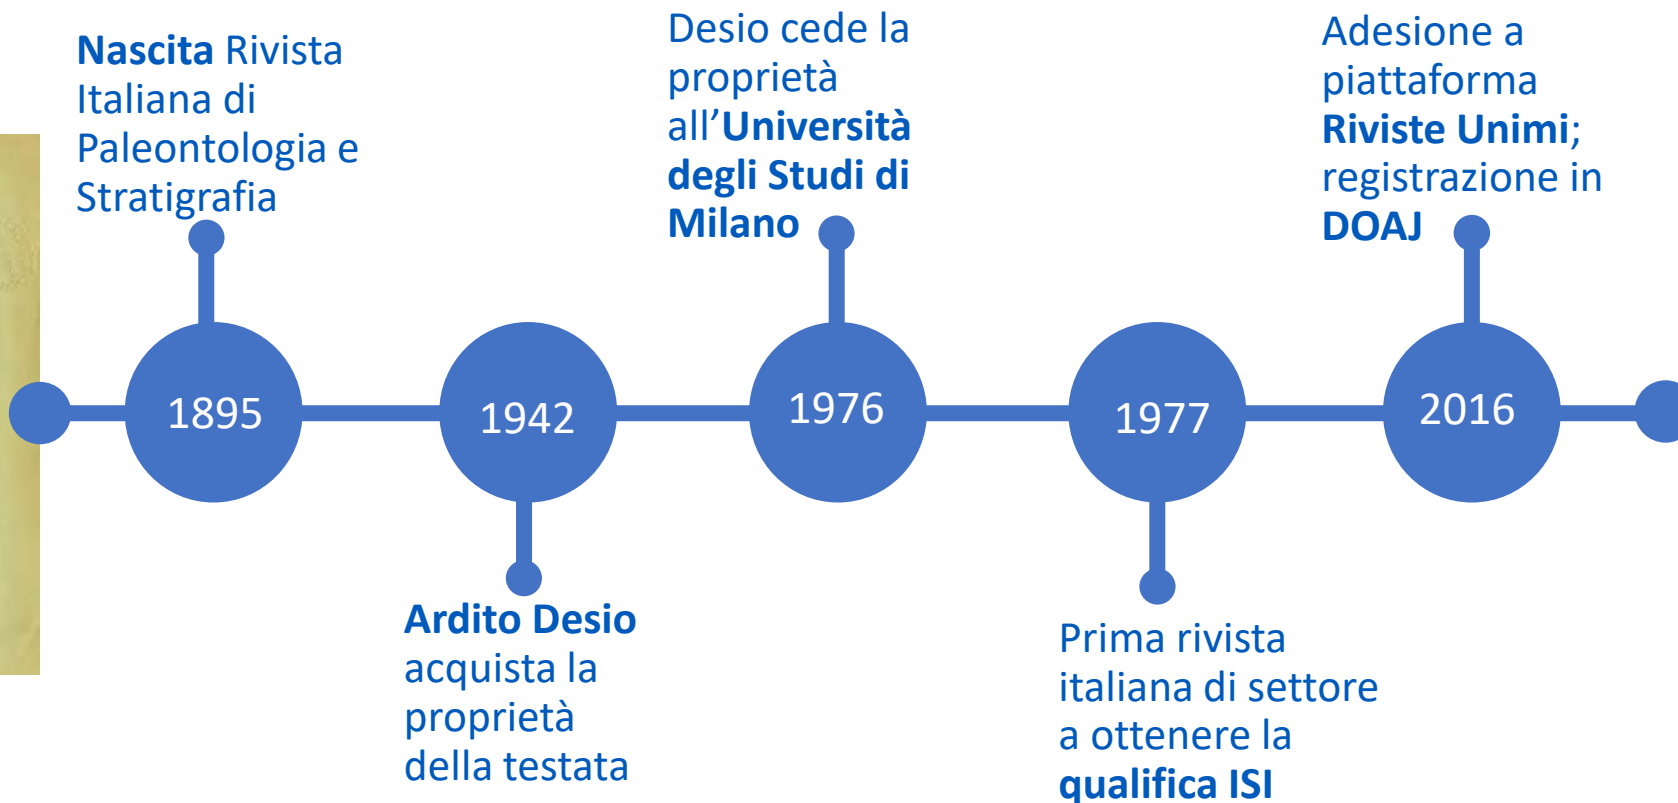 Nascita Rivista
Italiana di
Paleontologia e
Stratigrafia
Desio cede la
proprietà
all’Università
degli Studi di
Milano
Adesione a
piattaforma
Riviste Unimi;
registrazione in
DOAJ
1895
1942
1976
1977
2016
Ardito Desio
acquista la
proprietà
della testata
Prima rivista
italiana di settore
a ottenere la
qualifica ISI